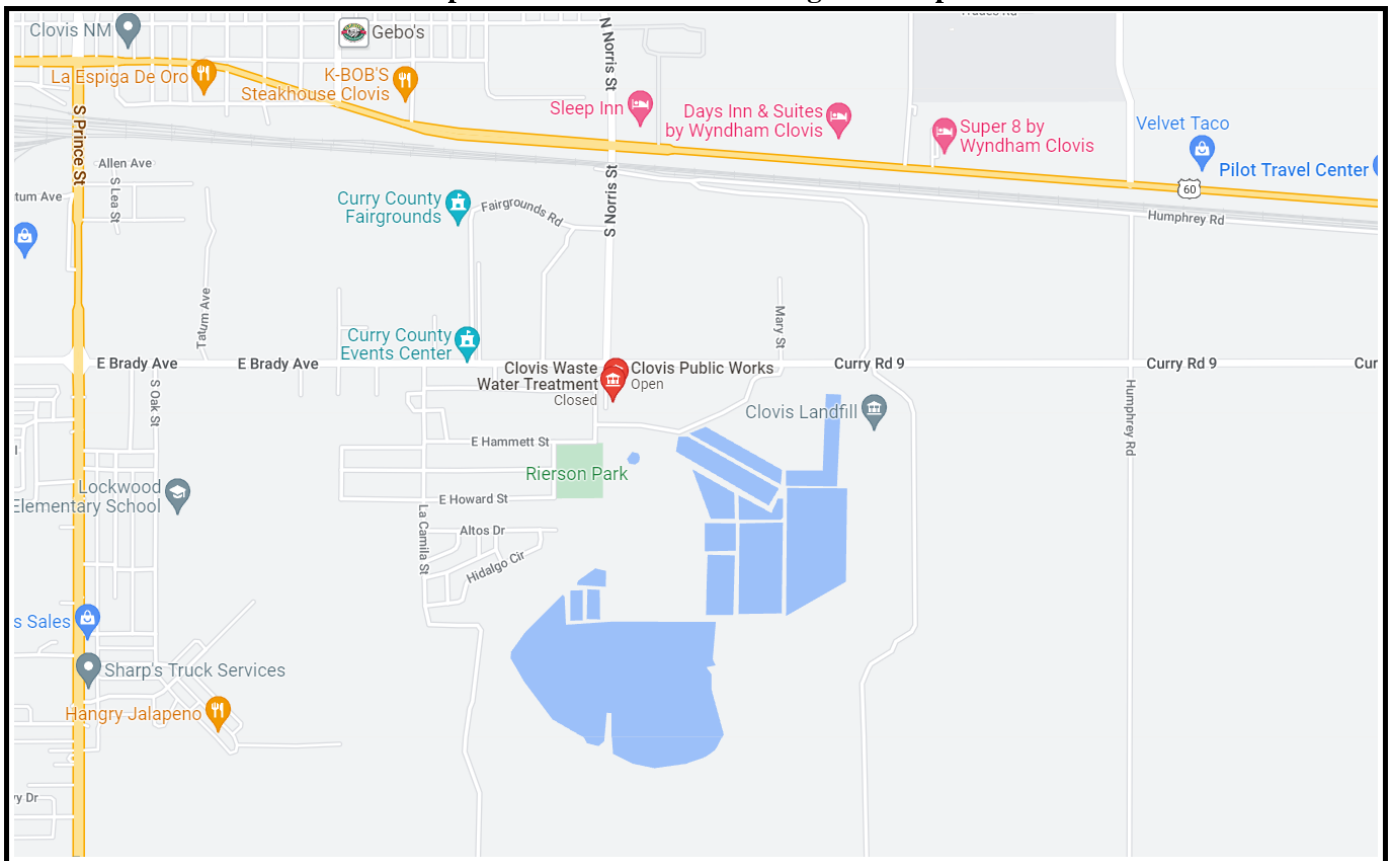 Clovis NM
Gebo's
N Norris St
La Espiga De Oro
K-BOB'S
Steakhouse Clovis
Sleep Inn
Days Inn & Suites
by Wyndham Clovis
Super 8 by
Wyndham Clovis
Velvet Taco
Pilot Travel Center
60
S Prince St
Allen Ave
S Lea St
tum Ave
Curry County
Fairgrounds
Fairgrounds Rd
S Norris St
Humphrey Rd
Tatum Ave
Mary St
Curry County
Events Center
E Brady Ave
E Brady Ave
Clovis Waste
Water Treatment
Closed
Clovis Public Works
Open
Curry Rd 9
Curry Rd 9
Cur
S Oak St
Clovis Landfill
Humphrey Rd
E Hammett St
Rierson Park
Lockwood
Elementary School
E Howard St
La Camila St
Altos Dr
Hidalgo Cir
s Sales
Sharp's Truck Services
Hangry Jalapeno
ry Dr